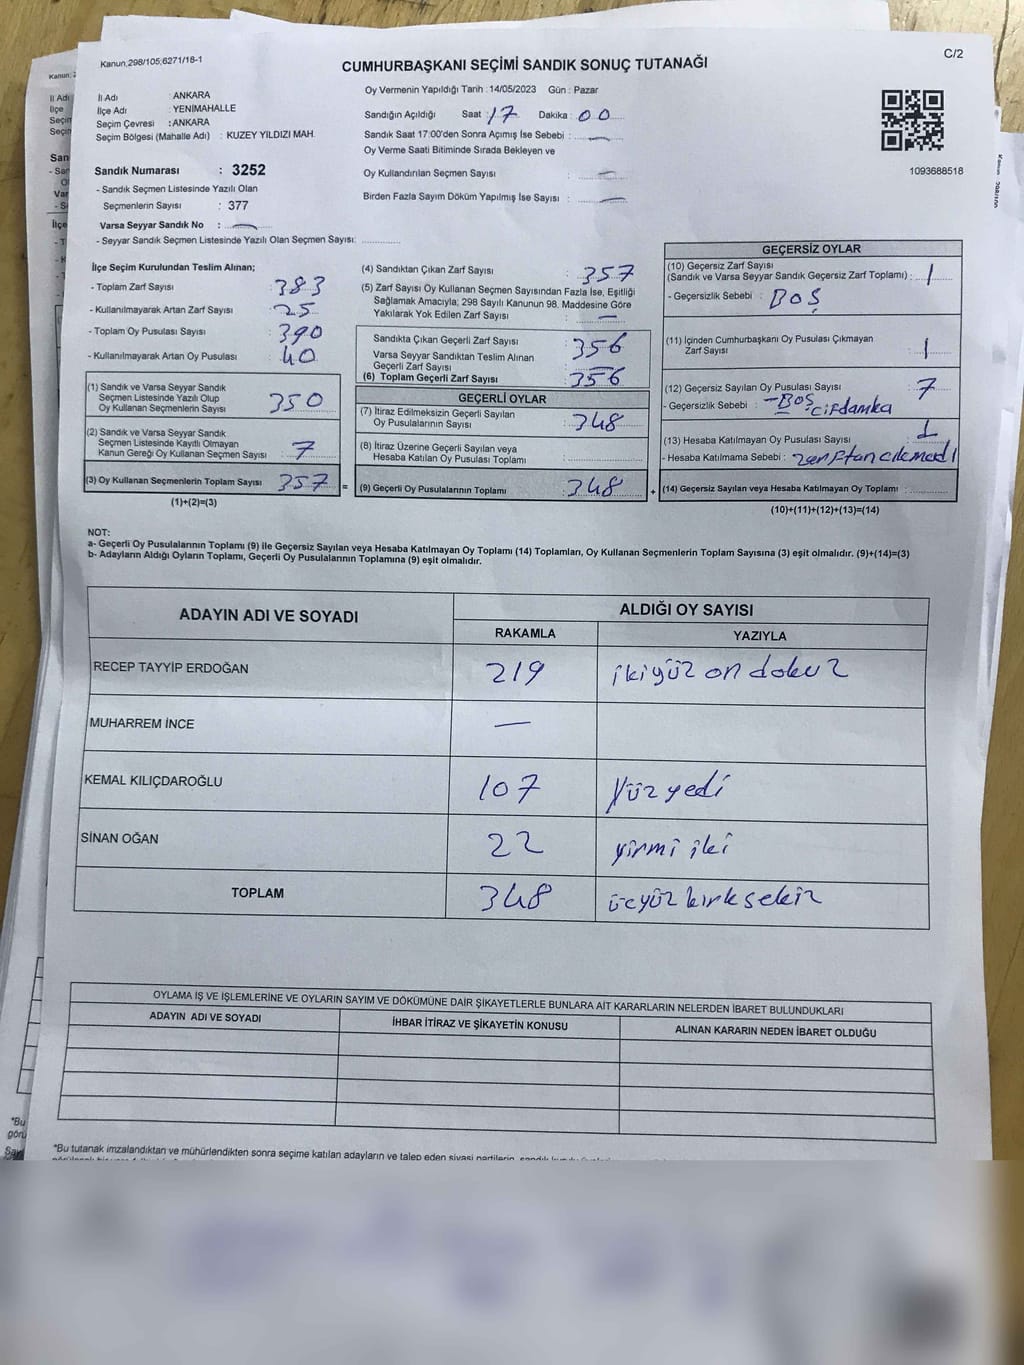 Kanun;298/105;6271/18-1
C/2
CUMHURBAŞKANI SEÇİMİ SANDIK SONUÇ TUTANAĞI
İl Adı : ANKARA
İlçe Adı : YENİMAHALLE
Seçim Çevresi : ANKARA
Seçim Bölgesi (Mahalle Adı) : KUZEY YILDIZI MAH.
Oy Vermenin Yapıldığı Tarih : 14/05/2023 Gün : Pazar
Sandığın Açıldığı Saat : 17 Dakika : 00
Sandık Saat 17:00'den Sonra Açımış İse Sebebi : —
Oy Verme Saati Bitiminde Sırada Bekleyen ve
Oy Kullandırılan Seçmen Sayısı : —
Birden Fazla Sayım Döküm Yapılmış İse Sayısı : —
1093688518
Sandık Numarası : 3252
- Sandık Seçmen Listesinde Yazılı Olan
Seçmenlerin Sayısı : 377
Varsa Seyyar Sandık No : —
- Seyyar Sandık Seçmen Listesinde Yazılı Olan Seçmen Sayısı:
İlçe Seçim Kurulundan Teslim Alınan;
- Toplam Zarf Sayısı : 383
- Kullanılmayarak Artan Zarf Sayısı : 25
- Toplam Oy Pusulası Sayısı : 390
- Kullanılmayarak Artan Oy Pusulası : 40
(1) Sandık ve Varsa Seyyar Sandık
Seçmen Listesinde Yazılı Olup
Oy Kullanan Seçmenlerin Sayısı : 350
(2) Sandık ve Varsa Seyyar Sandık
Seçmen Listesinde Kayıtlı Olmayan
Kanun Gereği Oy Kullanan Seçmen Sayısı : 7
(3) Oy Kullanan Seçmenlerin Toplam Sayısı : 357
(1)+(2)=(3)
=
(4) Sandıktan Çıkan Zarf Sayısı : 357
(5) Zarf Sayısı Oy Kullanan Seçmen Sayısından Fazla İse, Eşitliği
Sağlamak Amacıyla; 298 Sayılı Kanunun 98. Maddesine Göre
Yakılarak Yok Edilen Zarf Sayısı : —
Sandıkta Çıkan Geçerli Zarf Sayısı : 356
Varsa Seyyar Sandıktan Teslim Alınan
Geçerli Zarf Sayısı : —
(6) Toplam Geçerli Zarf Sayısı : 356
GEÇERLİ OYLAR
(7) İtiraz Edilmeksizin Geçerli Sayılan
Oy Pusulalarının Sayısı : 348
(8) İtiraz Üzerine Geçerli Sayılan veya
Hesaba Katılan Oy Pusulası Toplamı :
(9) Geçerli Oy Pusulalarının Toplamı : 348
+
GEÇERSİZ OYLAR
(10) Geçersiz Zarf Sayısı
(Sandık ve Varsa Seyyar Sandık Geçersiz Zarf Toplamı) : 1
- Geçersizlik Sebebi : BOŞ
(11) İçinden Cumhurbaşkanı Oy Pusulası Çıkmayan
Zarf Sayısı : 1
(12) Geçersiz Sayılan Oy Pusulası Sayısı : 7
- Geçersizlik Sebebi : -BOŞ çifdamka
(13) Hesaba Katılmayan Oy Pusulası Sayısı : 1
- Hesaba Katılmama Sebebi : zarftan cıkmadı
(14) Geçersiz Sayılan veya Hesaba Katılmayan Oy Toplamı :
(10)+(11)+(12)+(13)=(14)
NOT:
a- Geçerli Oy Pusulalarının Toplamı (9) ile Geçersiz Sayılan veya Hesaba Katılmayan Oy Toplamı (14) Toplamları, Oy Kullanan Seçmenlerin Toplam Sayısına (3) eşit olmalıdır. (9)+(14)=(3)
b- Adayların Aldığı Oyların Toplamı, Geçerli Oy Pusulalarının Toplamına (9) eşit olmalıdır.
ADAYIN ADI VE SOYADI ALDIĞI OY SAYISI
RAKAMLA YAZIYLA
RECEP TAYYİP ERDOĞAN 219 ikiyüz on dokuz
MUHARREM İNCE —
KEMAL KILIÇDAROĞLU 107 Yüz yedi
SİNAN OĞAN 22 yirmi iki
TOPLAM 348 üçyüz kırk sekiz
OYLAMA İŞ VE İŞLEMLERİNE VE OYLARIN SAYIM VE DÖKÜMÜNE DAİR ŞİKAYETLERLE BUNLARA AİT KARARLARIN NELERDEN İBARET BULUNDUKLARI
ADAYIN ADI VE SOYADI İHBAR İTİRAZ VE ŞİKAYETİN KONUSU ALINAN KARARIN NEDEN İBARET OLDUĞU
*Bu tutanak imzalandıktan ve mühürlendikten sonra seçime katılan adayların ve talep eden siyasi partilerin,